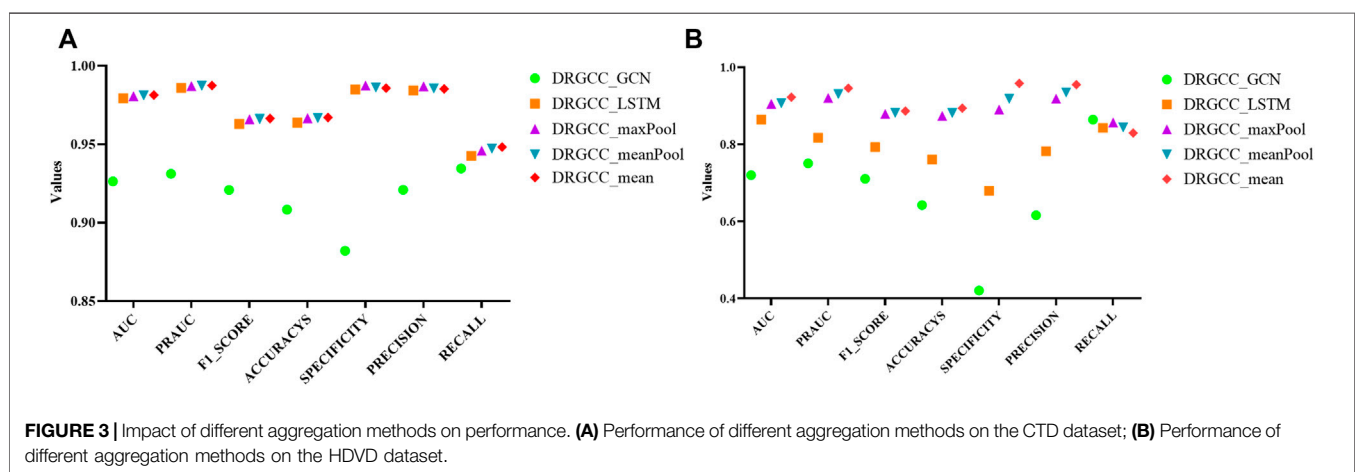 A
1.00
0.95
0.90
0.85
Values
AUC
PRAUC
F1_SCORE
ACCURACYS
SPECIFICITY
PRECISION
RECALL
DRGCC_GCN
DRGCC_LSTM
DRGCC_maxPool
DRGCC_meanPool
DRGCC_mean
B
1.0
0.8
0.6
0.4
Values
AUC
PRAUC
F1_SCORE
ACCURACYS
SPECIFICITY
PRECISION
RECALL
DRGCC_GCN
DRGCC_LSTM
DRGCC_maxPool
DRGCC_meanPool
DRGCC_mean
FIGURE 3 | Impact of different aggregation methods on performance. (A) Performance of different aggregation methods on the CTD dataset; (B) Performance of
different aggregation methods on the HDVD dataset.